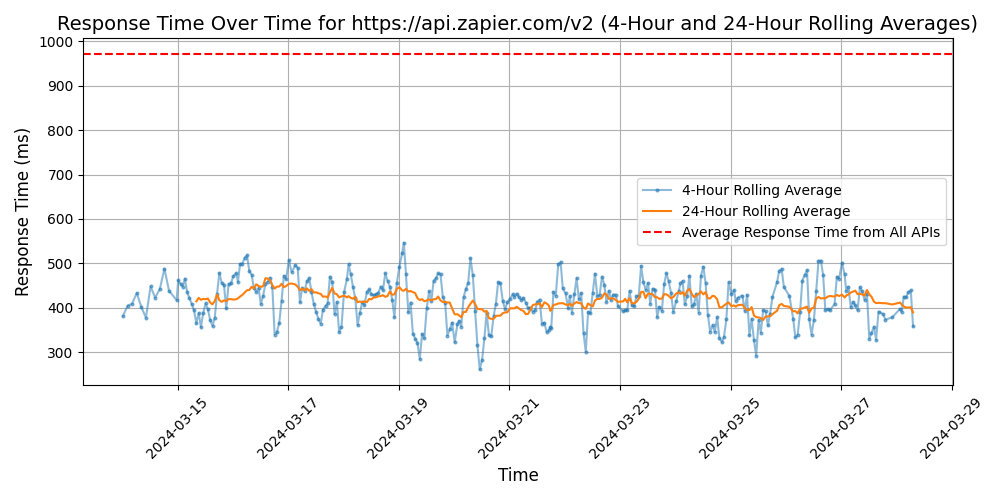 Response Time Over Time for https://api.zapier.com/v2 (4-Hour and 24-Hour Rolling Averages)
Response Time (ms)
1000
900
800
700
600
500
400
300
4-Hour Rolling Average
24-Hour Rolling Average
Average Response Time from All APIs
2024-03-15
2024-03-17
2024-03-19
2024-03-21
2024-03-23
2024-03-25
2024-03-27
2024-03-29
Time